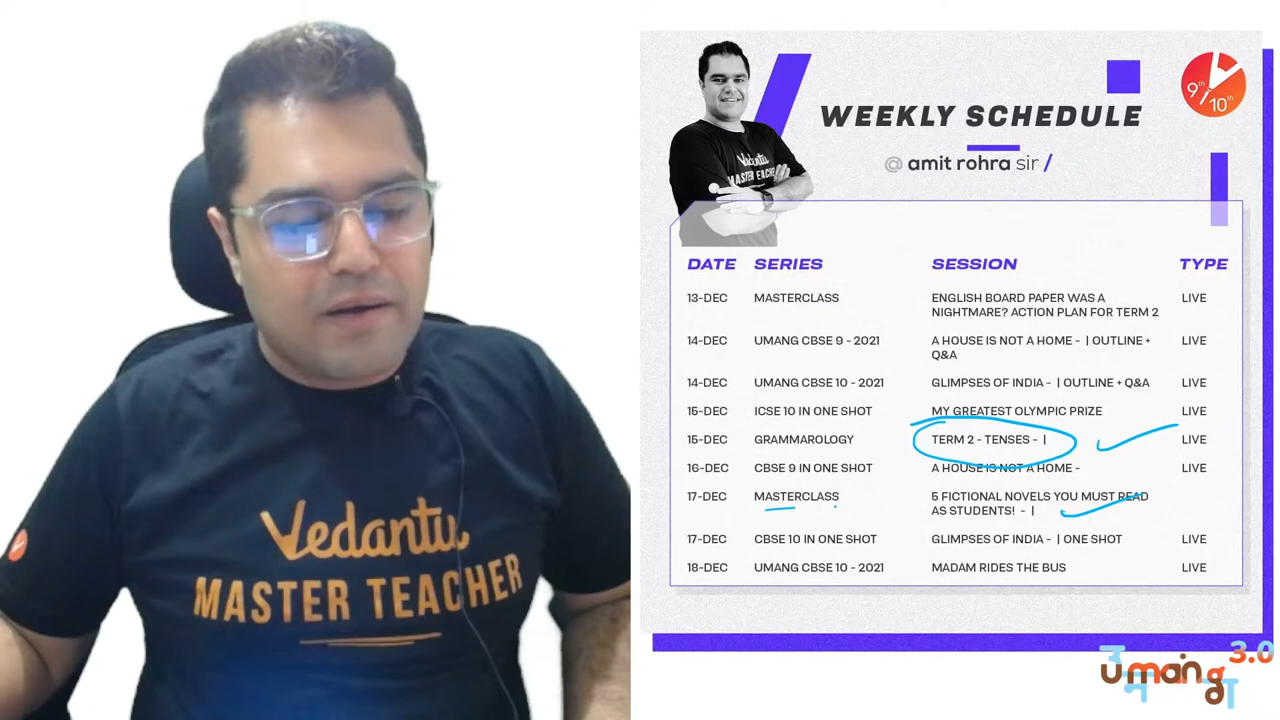 Vedantu
MASTER TEACHER
Vedantu
MASTER TEACHER
9th
10th
WEEKLY SCHEDULE
@ amit rohra sir /
DATE SERIES SESSION TYPE
13-DEC MASTERCLASS ENGLISH BOARD PAPER WAS A
NIGHTMARE? ACTION PLAN FOR TERM 2 LIVE
14-DEC UMANG CBSE 9 - 2021 A HOUSE IS NOT A HOME - | OUTLINE +
Q&A LIVE
14-DEC UMANG CBSE 10 - 2021 GLIMPSES OF INDIA - | OUTLINE + Q&A LIVE
15-DEC ICSE 10 IN ONE SHOT MY GREATEST OLYMPIC PRIZE LIVE
15-DEC GRAMMAROLOGY TERM 2 - TENSES - | LIVE
16-DEC CBSE 9 IN ONE SHOT A HOUSE IS NOT A HOME - LIVE
17-DEC MASTERCLASS 5 FICTIONAL NOVELS YOU MUST READ
AS STUDENTS! - | LIVE
17-DEC CBSE 10 IN ONE SHOT GLIMPSES OF INDIA - | ONE SHOT LIVE
18-DEC UMANG CBSE 10 - 2021 MADAM RIDES THE BUS LIVE
umang 3.0